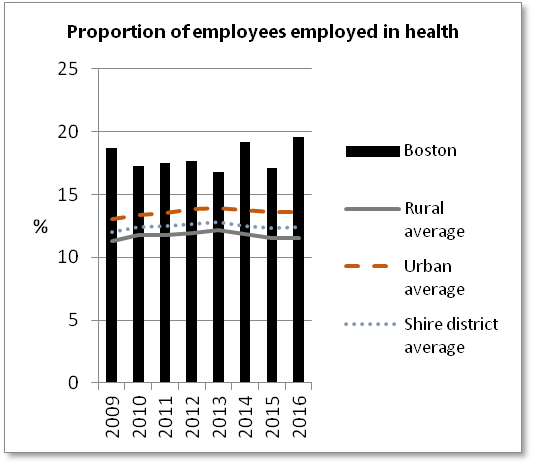 Proportion of employees employed in health
25
20
15
10
5
0
%
2009
2010
2011
2012
2013
2014
2015
2016
Boston
Rural
average
Urban
average
Shire district
average